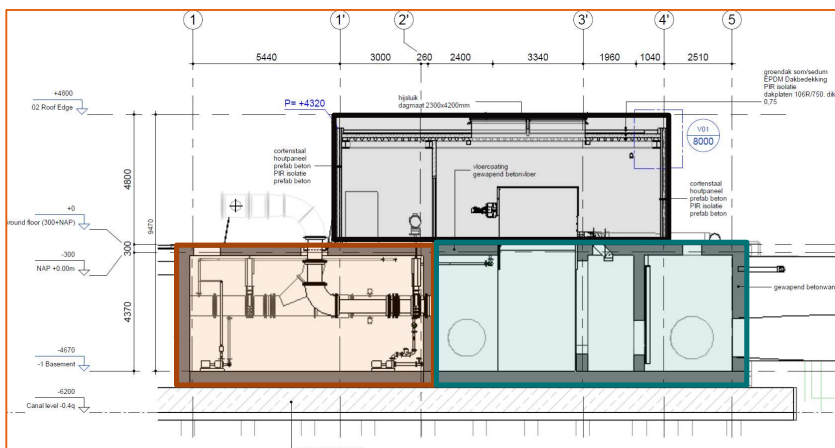 1
1'
2'
3'
4'
5
5440
3000
260
2400
3340
1960
1040
2510
+4800
02 Roof Edge
P= +4320
hijsluik
dagmaat 2300x4200mm
groendak som/sedum
EPDM Dakbedekking
PIR isolatie
dakplaten 106R/750. dik
0,75
V01
8000
cortenstaal
houtpaneel
prefab beton
PIR isolatie
prefab beton
vloercoating
gewapend betonvloer
cortenstaal
houtpaneel
prefab beton
PIR isolatie
prefab beton
4800
9470
300
4370
+0
round floor (300+NAP)
-300
NAP +0.00m
gewapend betonwan
-4670
-1 Basement
-6200
Canal level -0.4q